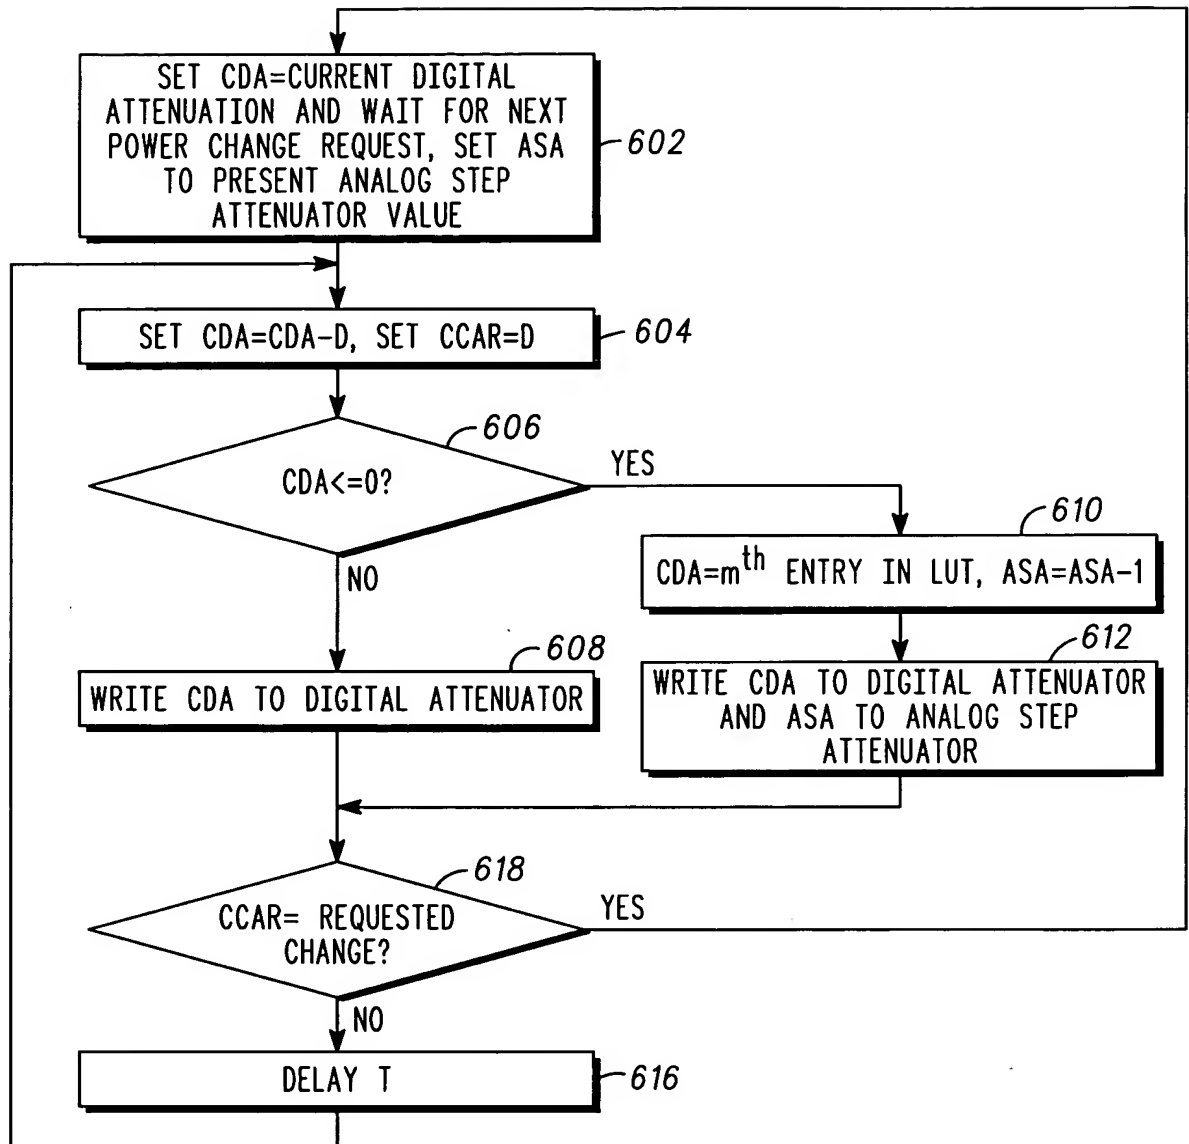 SET CDA=CURRENT DIGITAL
ATTENUATION AND WAIT FOR NEXT
POWER CHANGE REQUEST, SET ASA
TO PRESENT ANALOG STEP
ATTENUATOR VALUE
602
SET CDA=CDA-D, SET CCAR=D
604
606
CDA<=0?
YES
NO
610
CDA=mth ENTRY IN LUT, ASA=ASA-1
608
WRITE CDA TO DIGITAL ATTENUATOR
612
WRITE CDA TO DIGITAL ATTENUATOR
AND ASA TO ANALOG STEP
ATTENUATOR
618
CCAR= REQUESTED
CHANGE?
YES
NO
DELAY T
616